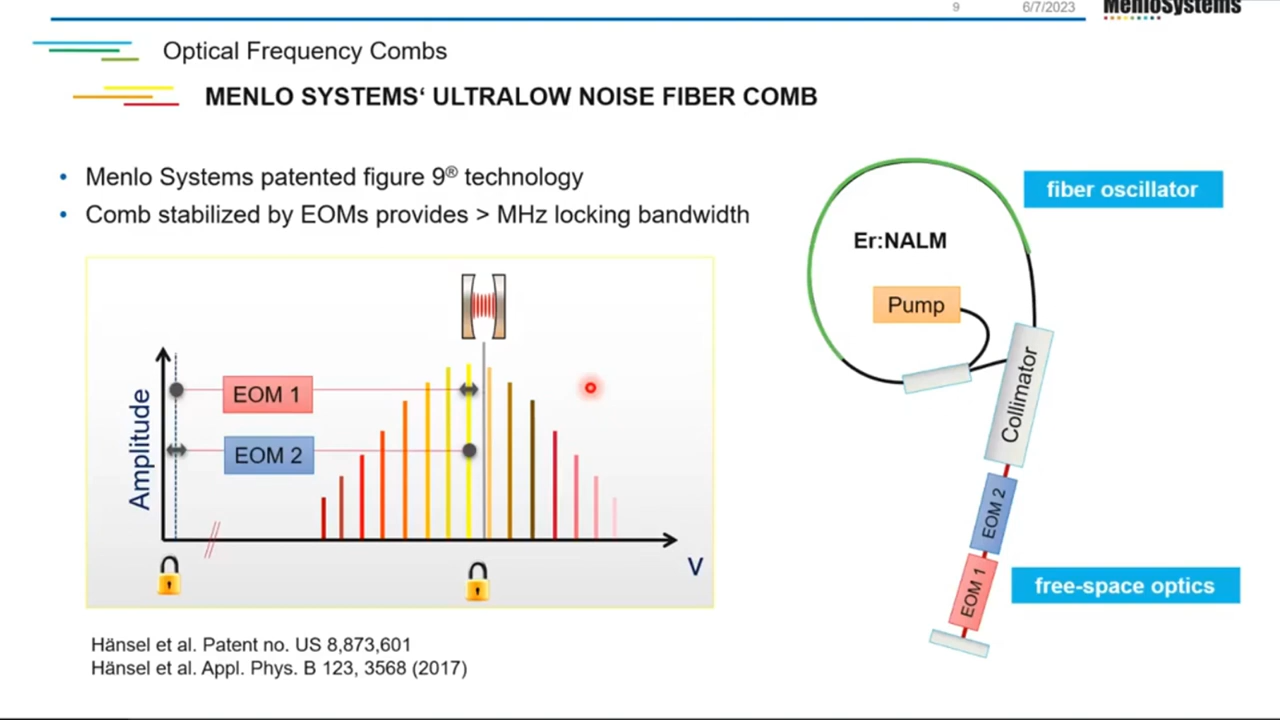 9
6/7/2023
MenloSystems
Optical Frequency Combs
MENLO SYSTEMS‘ ULTRALOW NOISE FIBER COMB
• Menlo Systems patented figure 9® technology
• Comb stabilized by EOMs provides > MHz locking bandwidth
fiber oscillator
Er:NALM
Pump
Collimator
EOM 2
EOM 1
free-space optics
Amplitude
EOM 1
EOM 2
ν
Hänsel et al. Patent no. US 8,873,601
Hänsel et al. Appl. Phys. B 123, 3568 (2017)